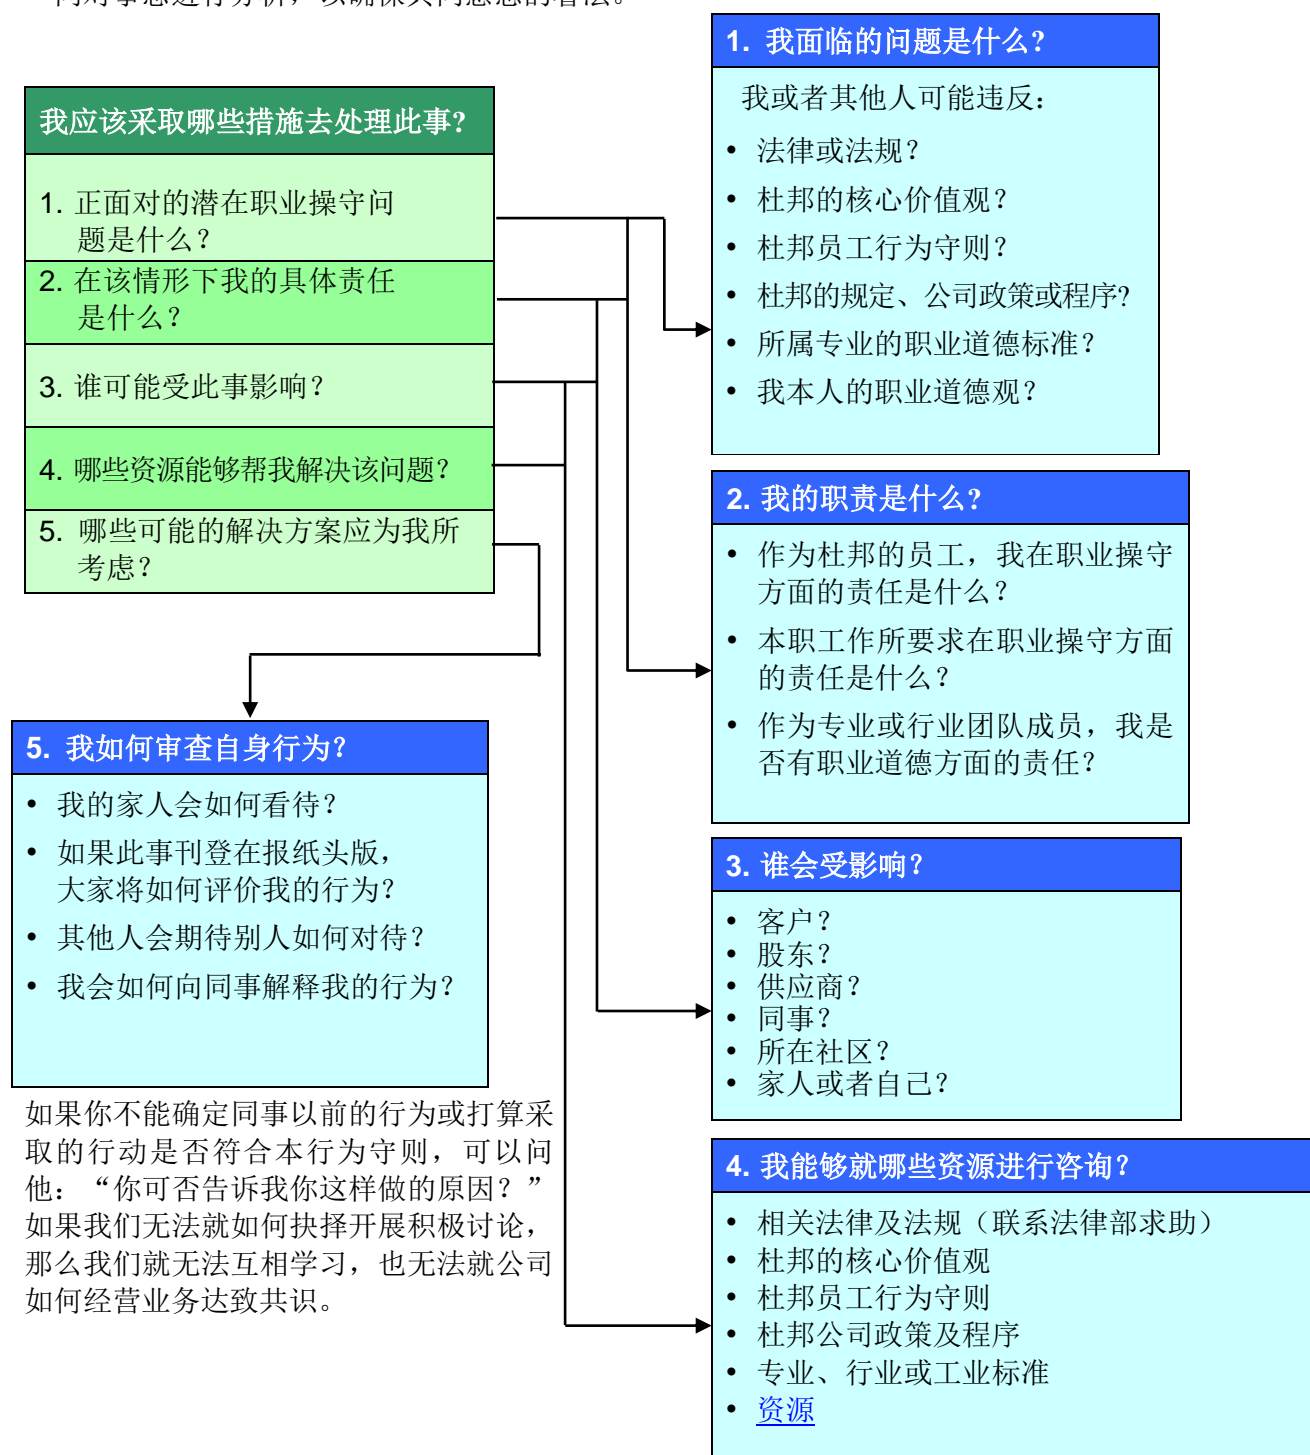 我应该采取哪些措施去处理此事?
1. 正面对的潜在职业操守问
题是什么？
2. 在该情形下我的具体责任
是什么？
3. 谁可能受此事影响？
4. 哪些资源能够帮我解决该问题？
5. 哪些可能的解决方案应为我所
考虑？
1. 我面临的问题是什么?
我或者其他人可能违反：
• 法律或法规？
• 杜邦的核心价值观？
• 杜邦员工行为守则？
• 杜邦的规定、公司政策或程序?
• 所属专业的职业道德标准？
• 我本人的职业道德观？
2. 我的职责是什么?
• 作为杜邦的员工，我在职业操守
方面的责任是什么？
• 本职工作所要求在职业操守方面
的责任是什么？
• 作为专业或行业团队成员，我是
否有职业道德方面的责任？
3. 谁会受影响？
• 客户？
• 股东？
• 供应商？
• 同事？
• 所在社区？
• 家人或者自己？
4. 我能够就哪些资源进行咨询？
• 相关法律及法规（联系法律部求助）
• 杜邦的核心价值观
• 杜邦员工行为守则
• 杜邦公司政策及程序
• 专业、行业或工业标准
• 资源
5. 我如何审查自身行为？
• 我的家人会如何看待？
• 如果此事刊登在报纸头版，
大家将如何评价我的行为？
• 其他人会期待别人如何对待？
• 我会如何向同事解释我的行为？
如果你不能确定同事以前的行为或打算采
取的行动是否符合本行为守则，可以问
他：“你可否告诉我你这样做的原因？”
如果我们无法就如何抉择开展积极讨论，
那么我们就无法互相学习，也无法就公司
如何经营业务达致共识。